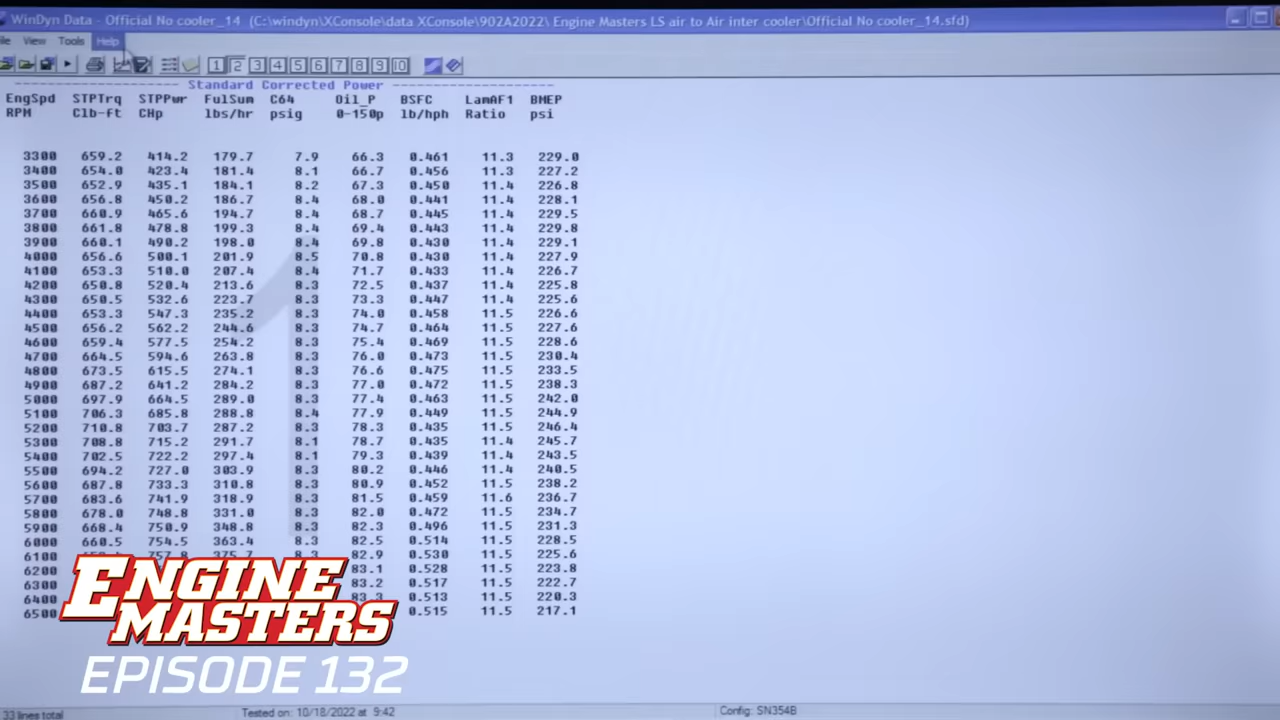 WinDyn Data - Official No cooler_14 (C:\windyn\XConsole\data XConsole\902A2022\ Engine Masters LS air to Air inter cooler\Official No cooler_14.sfd)
View Tools Help
1 2 3 4 5 6 7 8 9 10
Standard Corrected Power
EngSpd STPTrq STPPwr FulSum C64 Oil_P BSFC LamAF1 BMEP
RPM Clb-Ft CHp lbs/hr psig 0-150p lb/hph Ratio psi
3300 659.2 414.2 179.7 7.9 66.3 0.461 11.3 229.0
3400 654.0 423.4 181.4 8.1 66.7 0.456 11.3 227.2
3500 652.9 435.1 184.1 8.2 67.3 0.450 11.4 226.8
3600 656.8 450.2 186.7 8.4 68.0 0.441 11.4 228.1
3700 660.9 465.6 194.7 8.4 68.7 0.445 11.4 229.5
3800 661.8 478.8 199.3 8.4 69.4 0.443 11.4 229.8
3900 660.1 490.2 198.0 8.4 69.8 0.430 11.4 229.1
4000 656.6 500.1 201.9 8.5 70.8 0.430 11.4 227.9
4100 653.3 510.0 207.4 8.4 71.7 0.433 11.4 226.7
4200 650.8 520.4 213.6 8.3 72.5 0.437 11.4 225.8
4300 650.5 532.6 223.7 8.3 73.3 0.447 11.4 225.6
4400 653.3 547.3 235.2 8.3 74.0 0.458 11.5 226.6
4500 656.2 562.2 244.6 8.3 74.7 0.464 11.5 227.6
4600 659.4 577.5 254.2 8.3 75.4 0.469 11.5 228.6
4700 664.5 594.6 263.8 8.3 76.0 0.473 11.5 230.4
4800 673.5 615.5 274.1 8.3 76.6 0.475 11.5 233.5
4900 687.2 641.2 284.2 8.3 77.0 0.472 11.5 238.3
5000 697.9 664.5 289.0 8.3 77.4 0.463 11.5 242.0
5100 706.3 685.8 288.8 8.4 77.9 0.449 11.5 244.9
5200 710.8 703.7 287.2 8.3 78.3 0.435 11.5 246.4
5300 708.8 715.2 291.7 8.1 78.7 0.435 11.4 245.7
5400 702.5 722.2 297.4 8.1 79.3 0.439 11.4 243.5
5500 694.2 727.0 303.9 8.3 80.2 0.446 11.4 240.5
5600 687.8 733.3 310.8 8.3 80.9 0.452 11.5 238.2
5700 683.6 741.9 318.9 8.3 81.5 0.459 11.6 236.7
5800 678.0 748.8 331.0 8.3 82.0 0.472 11.5 234.7
5900 668.4 750.9 348.8 8.3 82.3 0.496 11.5 231.3
6000 660.5 754.5 363.4 8.3 82.5 0.514 11.5 228.5
6100 757.8 375.7 8.3 82.9 0.530 11.5 225.6
6200 83.1 0.528 11.5 223.8
6300 83.2 0.517 11.5 222.7
6400 83.3 0.513 11.5 220.3
6500 0.515 11.5 217.1
ENGINE
MASTERS
EPISODE 132
33 lines total Tested on: 10/18/2022 at 9:42 Config: SN354B